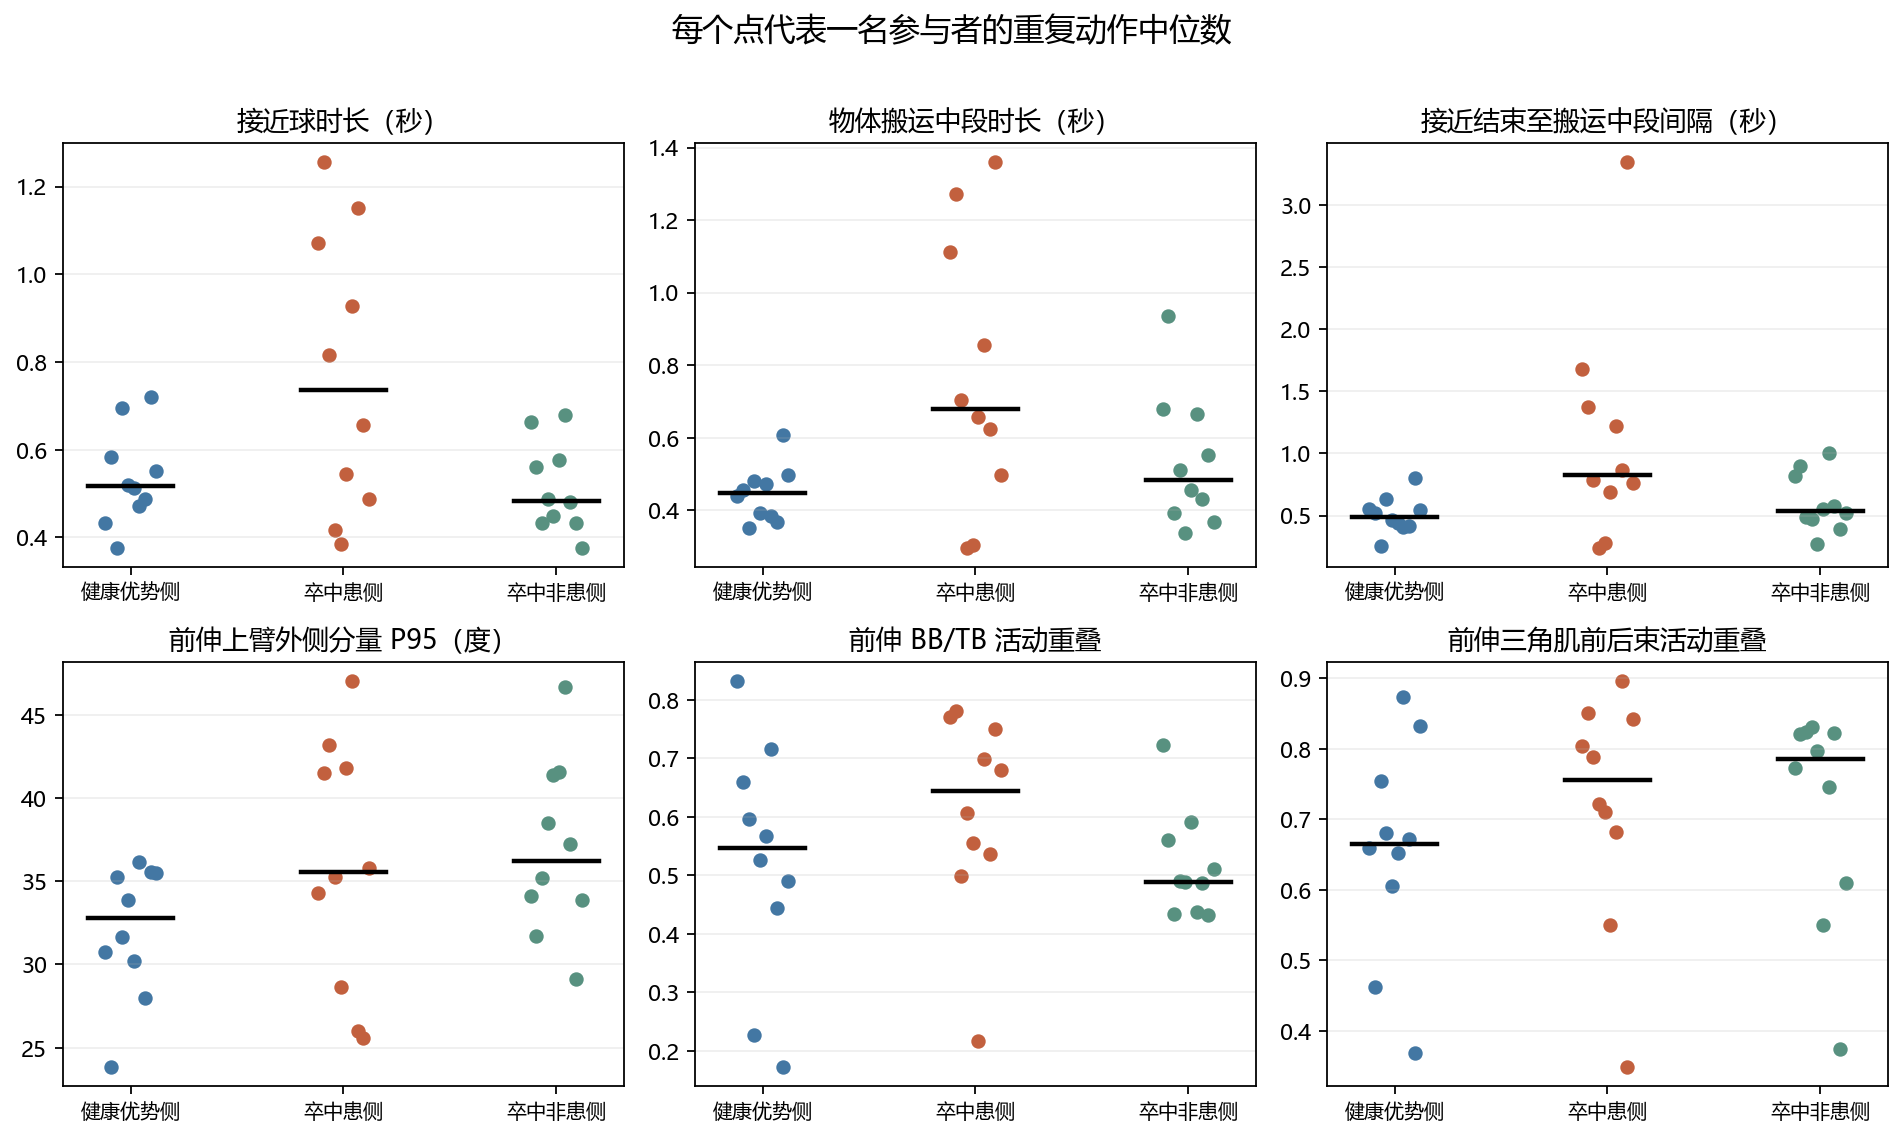 每个点代表一名参与者的重复动作中位数
接近球时长（秒）
1.2
1.0
0.8
0.6
0.4
健康优势侧 卒中患侧 卒中非患侧
物体搬运中段时长（秒）
1.4
1.2
1.0
0.8
0.6
0.4
健康优势侧 卒中患侧 卒中非患侧
接近结束至搬运中段间隔（秒）
3.0
2.5
2.0
1.5
1.0
0.5
健康优势侧 卒中患侧 卒中非患侧
前伸上臂外侧分量 P95（度）
45
40
35
30
25
健康优势侧 卒中患侧 卒中非患侧
前伸 BB/TB 活动重叠
0.8
0.7
0.6
0.5
0.4
0.3
0.2
健康优势侧 卒中患侧 卒中非患侧
前伸三角肌前后束活动重叠
0.9
0.8
0.7
0.6
0.5
0.4
健康优势侧 卒中患侧 卒中非患侧